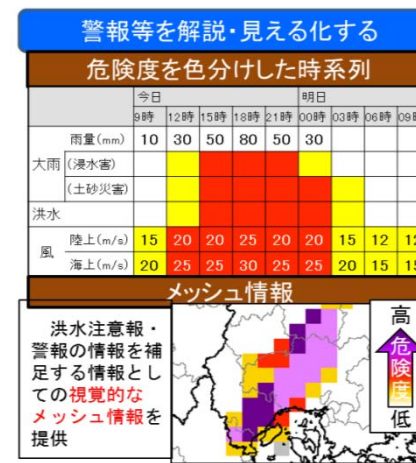 警報等を解説・見える化する
危険度を色分けした時系列
今日 明日
9時 12時 15時 18時 21時 00時 03時 06時 09
雨量(mm) 10 30 50 80 50 30
大雨 (浸水害)
(土砂災害)
洪水
風 陸上(m/s) 15 20 20 25 20 20 15 12 12
海上(m/s) 20 25 25 30 25 25 20 15 15
メッシュ情報
洪水注意報・
警報の情報を補
足する情報とし
ての視覚的な
メッシュ情報を
提供
高
危険度
低